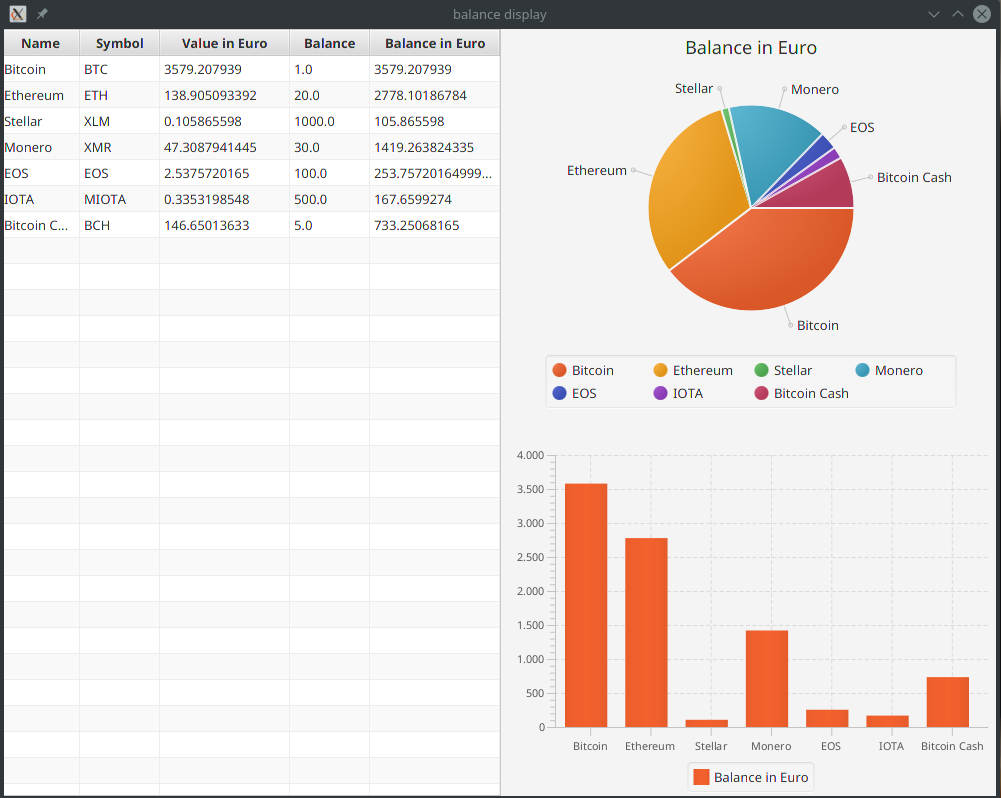 balance display
Name Symbol Value in Euro Balance Balance in Euro
Bitcoin BTC 3579.207939 1.0 3579.207939
Ethereum ETH 138.905093392 20.0 2778.10186784
Stellar XLM 0.105865598 1000.0 105.865598
Monero XMR 47.3087941445 30.0 1419.263824335
EOS EOS 2.5375720165 100.0 253.75720164999...
IOTA MIOTA 0.3353198548 500.0 167.6599274
Bitcoin C... BCH 146.65013633 5.0 733.25068165
Balance in Euro
Stellar
Monero
EOS
Ethereum
Bitcoin Cash
Bitcoin
Bitcoin Ethereum Stellar Monero
EOS IOTA Bitcoin Cash
4.000
3.500
3.000
2.500
2.000
1.500
1.000
500
0
Bitcoin Ethereum Stellar Monero EOS IOTA Bitcoin Cash
Balance in Euro